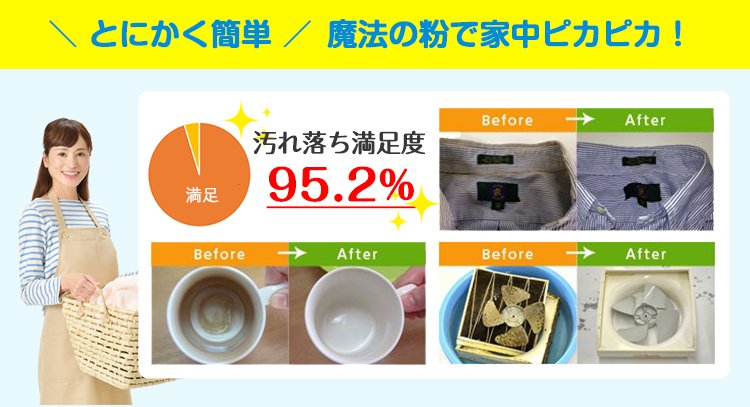 ＼ とにかく簡単 ／ 魔法の粉で家中ピカピカ！
汚れ落ち満足度
95.2%
満足
Before → After
Before → After
Before → After